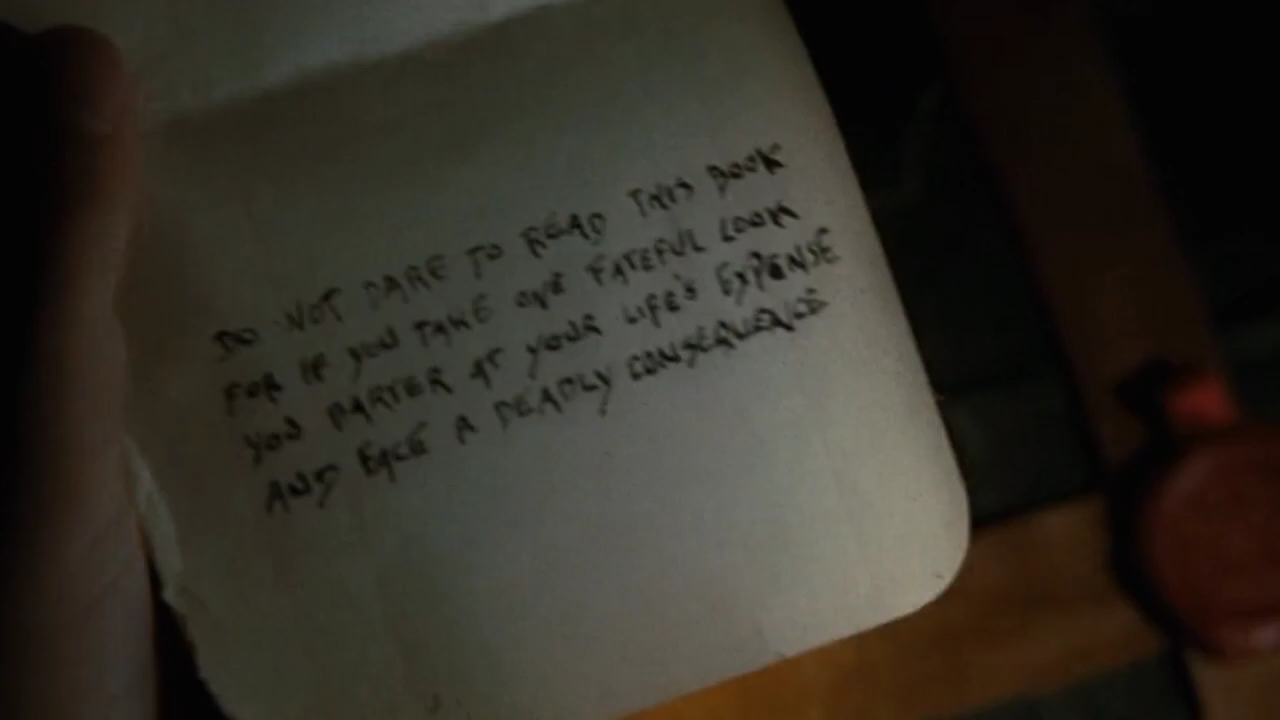 DO NOT DARE TO READ THIS BOOK
FOR IF YOU TAKE ONE FATEFUL LOOK
YOU BARTER AT YOUR LIFE'S EXPENSE
AND FACE A DEADLY CONSEQUENCE